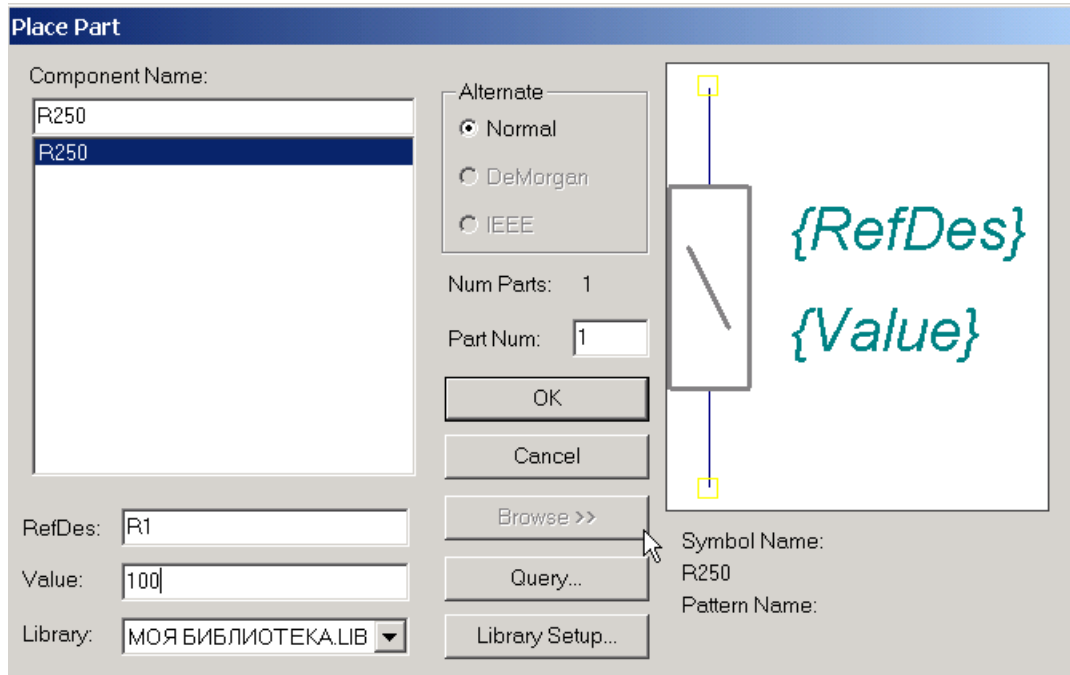 Place Part
Component Name:
R250
R250
Alternate
Normal
DeMorgan
IEEE
Num Parts: 1
Part Num: 1
OK
Cancel
Browse >>
Query...
Library Setup...
RefDes: R1
Value: 100
Library: МОЯ БИБЛИОТЕКА.LIB
{RefDes}
{Value}
Symbol Name:
R250
Pattern Name: